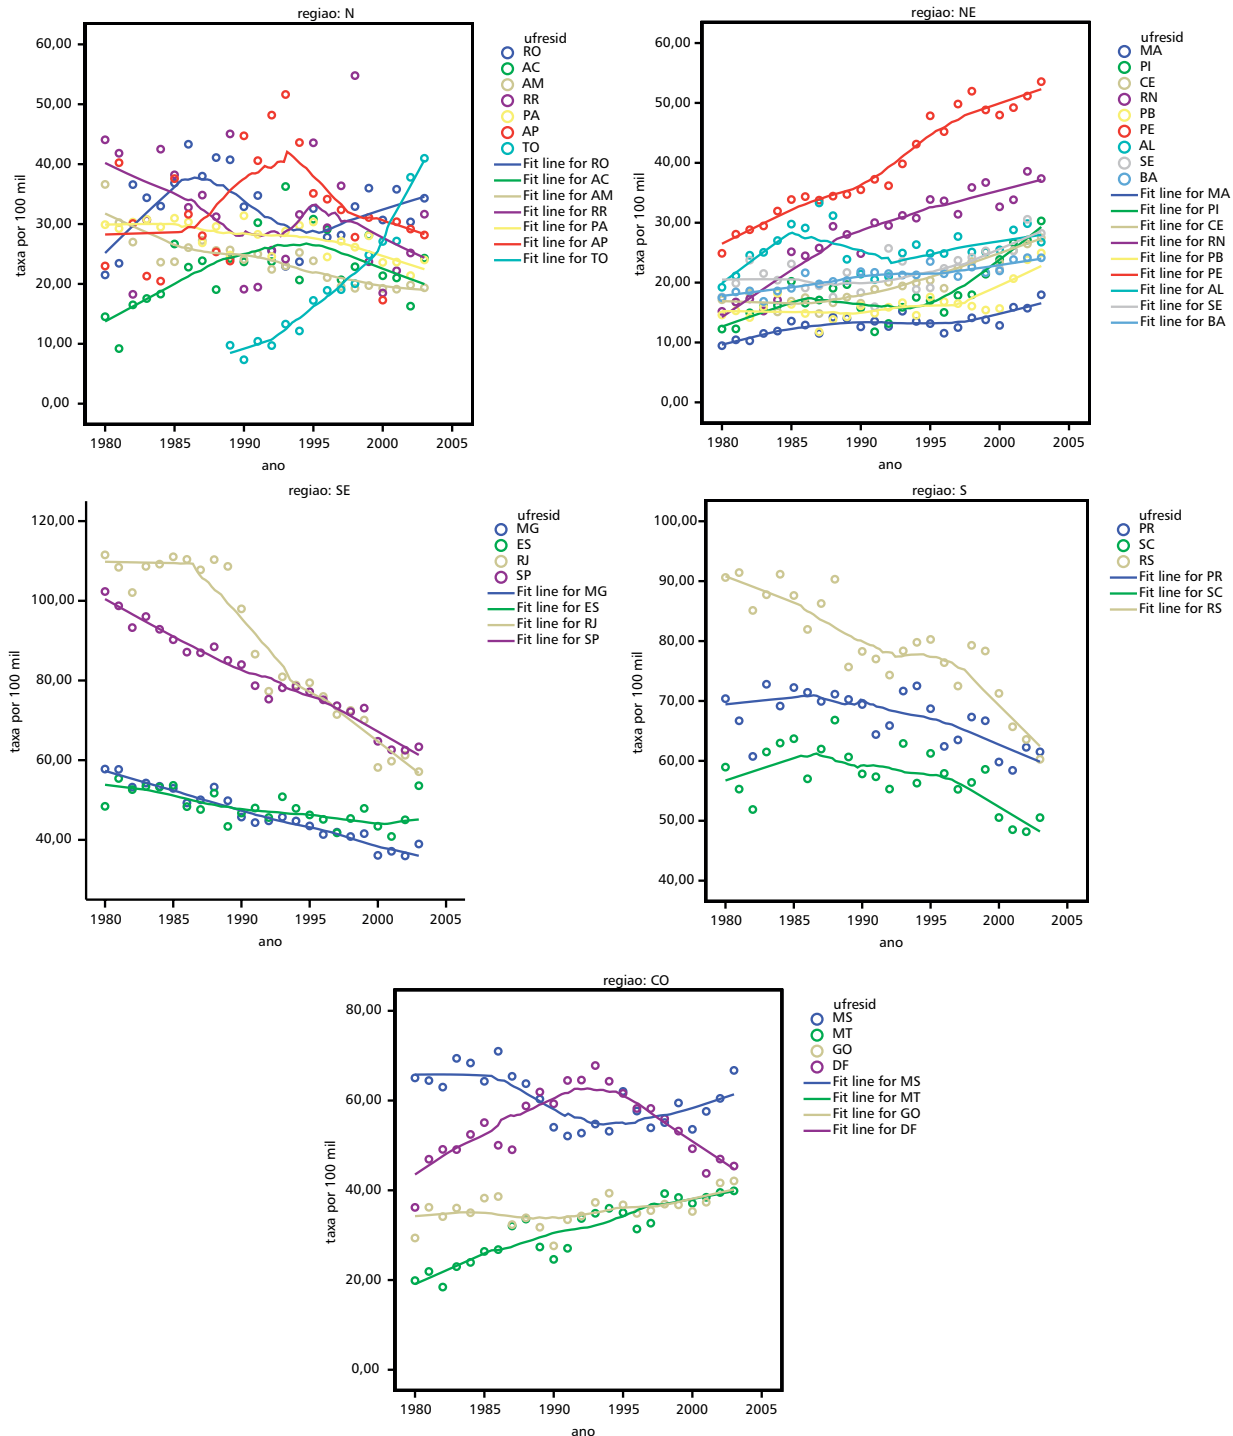 regiao: N
taxa por 100 mil
60,00
50,00
40,00
30,00
20,00
10,00
0,00
1980 1985 1990 1995 2000 2005
ano
ufresid
RO
AC
AM
RR
PA
AP
TO
Fit line for RO
Fit line for AC
Fit line for AM
Fit line for RR
Fit line for PA
Fit line for AP
Fit line for TO
regiao: NE
taxa por 100 mil
60,00
50,00
40,00
30,00
20,00
10,00
0,00
1980 1985 1990 1995 2000 2005
ano
ufresid
MA
PI
CE
RN
PB
PE
AL
SE
BA
Fit line for MA
Fit line for PI
Fit line for CE
Fit line for RN
Fit line for PB
Fit line for PE
Fit line for AL
Fit line for SE
Fit line for BA
regiao: SE
taxa por 100 mil
120,00
100,00
80,00
60,00
40,00
1980 1985 1990 1995 2000 2005
ano
ufresid
MG
ES
RJ
SP
Fit line for MG
Fit line for ES
Fit line for RJ
Fit line for SP
regiao: S
taxa por 100 mil
100,00
90,00
80,00
70,00
60,00
50,00
40,00
1980 1985 1990 1995 2000 2005
ano
ufresid
PR
SC
RS
Fit line for PR
Fit line for SC
Fit line for RS
regiao: CO
taxa por 100 mil
80,00
60,00
40,00
20,00
0,00
1980 1985 1990 1995 2000 2005
ano
ufresid
MS
MT
GO
DF
Fit line for MS
Fit line for MT
Fit line for GO
Fit line for DF